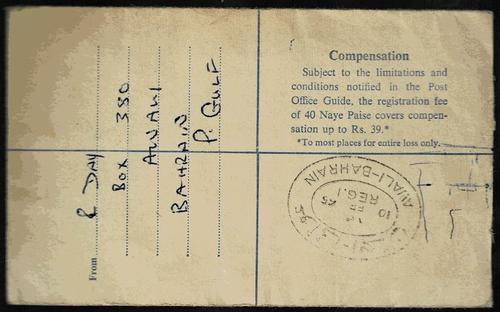 Compensation
Subject to the limitations and
conditions notified in the Post
Office Guide, the registration fee
of 40 Naye Paise covers compen-
sation up to Rs. 39.*
*To most places for entire loss only.
From R DAY
Box 380
AWALI
BAHRAIN
P. GULF
AWALI-BAHRAIN
REG.
10